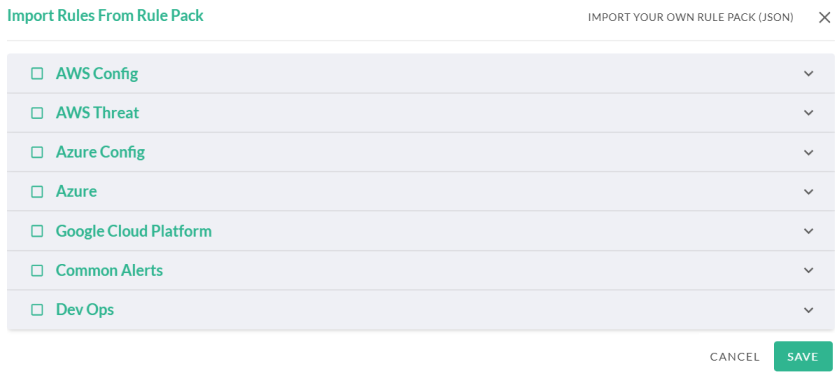 Import Rules From Rule Pack
IMPORT YOUR OWN RULE PACK (JSON)
AWS Config
AWS Threat
Azure Config
Azure
Google Cloud Platform
Common Alerts
Dev Ops
CANCEL
SAVE